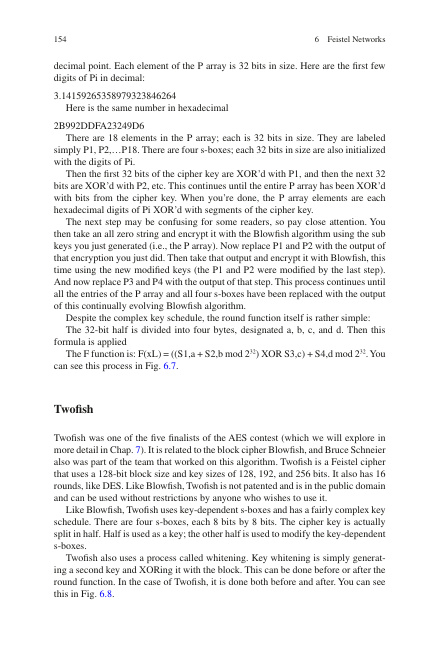 154
6 Feistel Networks
decimal point. Each element of the P array is 32 bits in size. Here are the first few
digits of Pi in decimal:
3.14159265358979323846264
Here is the same number in hexadecimal
2B992DDFA23249D6
There are 18 elements in the P array; each is 32 bits in size. They are labeled
simply P1, P2,…P18. There are four s-boxes; each 32 bits in size are also initialized
with the digits of Pi.
Then the first 32 bits of the cipher key are XOR'd with P1, and then the next 32
bits are XOR'd with P2, etc. This continues until the entire P array has been XOR'd
with bits from the cipher key. When you're done, the P array elements are each
hexadecimal digits of Pi XOR'd with segments of the cipher key.
The next step may be confusing for some readers, so pay close attention. You
then take an all zero string and encrypt it with the Blowfish algorithm using the sub
keys you just generated (i.e., the P array). Now replace P1 and P2 with the output of
that encryption you just did. Then take that output and encrypt it with Blowfish, this
time using the new modified keys (the P1 and P2 were modified by the last step).
And now replace P3 and P4 with the output of that step. This process continues until
all the entries of the P array and all four s-boxes have been replaced with the output
of this continually evolving Blowfish algorithm.
Despite the complex key schedule, the round function itself is rather simple:
The 32-bit half is divided into four bytes, designated a, b, c, and d. Then this
formula is applied
The F function is: F(xL) = ((S1,a + S2,b mod 2³²) XOR S3,c) + S4,d mod 2³². You
can see this process in Fig. 6.7.
Twofish
Twofish was one of the five finalists of the AES contest (which we will explore in
more detail in Chap. 7). It is related to the block cipher Blowfish, and Bruce Schneier
also was part of the team that worked on this algorithm. Twofish is a Feistel cipher
that uses a 128-bit block size and key sizes of 128, 192, and 256 bits. It also has 16
rounds, like DES. Like Blowfish, Twofish is not patented and is in the public domain
and can be used without restrictions by anyone who wishes to use it.
Like Blowfish, Twofish uses key-dependent s-boxes and has a fairly complex key
schedule. There are four s-boxes, each 8 bits by 8 bits. The cipher key is actually
split in half. Half is used as a key; the other half is used to modify the key-dependent
s-boxes.
Twofish also uses a process called whitening. Key whitening is simply generat-
ing a second key and XORing it with the block. This can be done before or after the
round function. In the case of Twofish, it is done both before and after. You can see
this in Fig. 6.8.